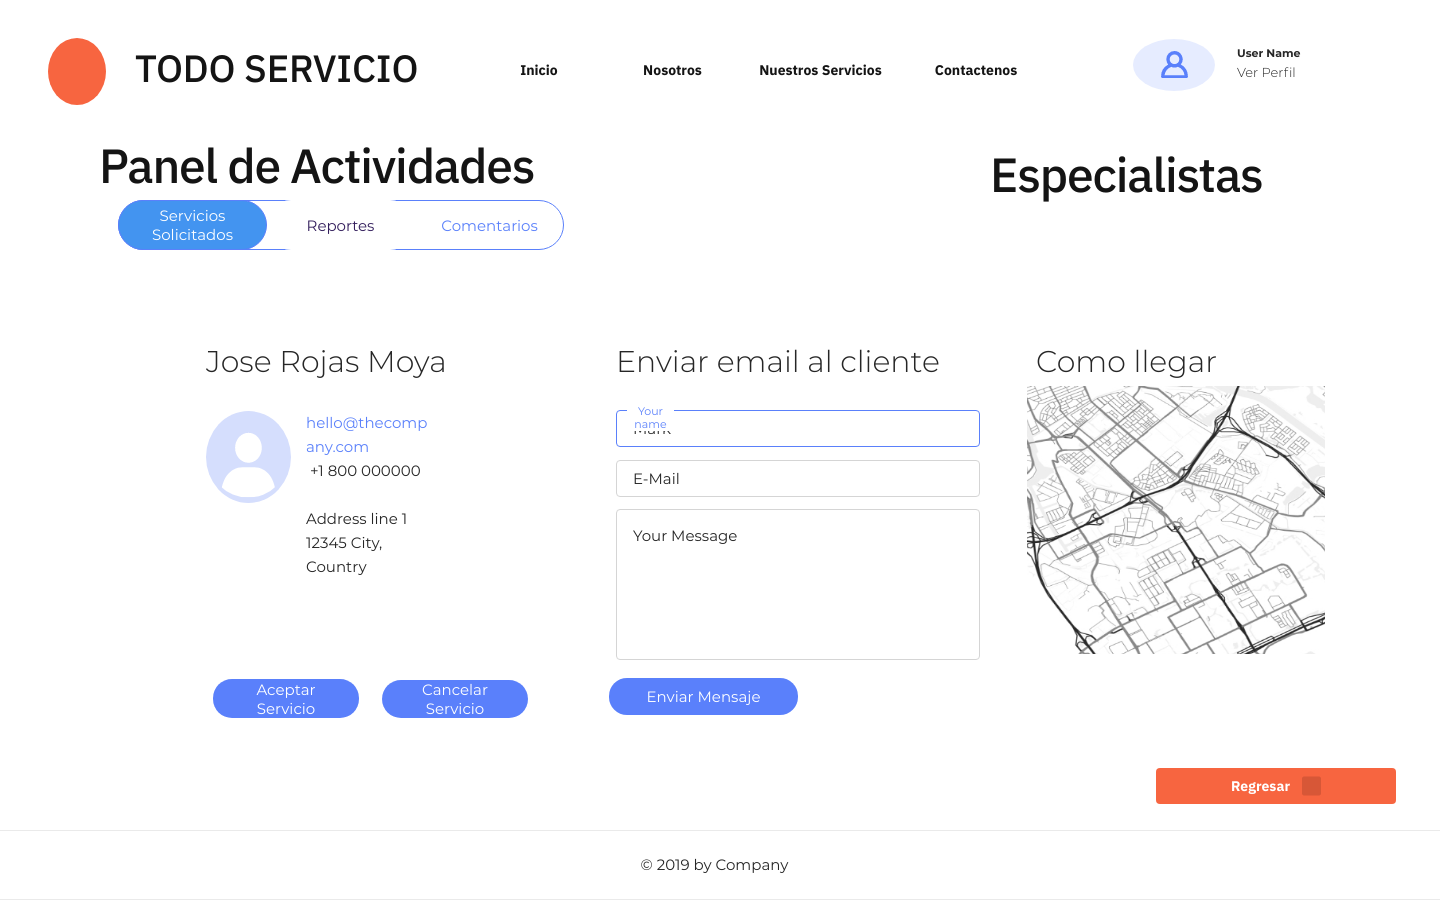 TODO SERVICIO
Inicio
Nosotros
Nuestros Servicios
Contactenos
User Name
Ver Perfil
Panel de Actividades
Especialistas
Servicios
Solicitados
Reportes
Comentarios
Jose Rojas Moya
hello@thecomp
any.com
+1 800 000000
Address line 1
12345 City,
Country
Aceptar
Servicio
Cancelar
Servicio
Enviar email al cliente
Your
name
E-Mail
Your Message
Enviar Mensaje
Como llegar
Regresar
© 2019 by Company